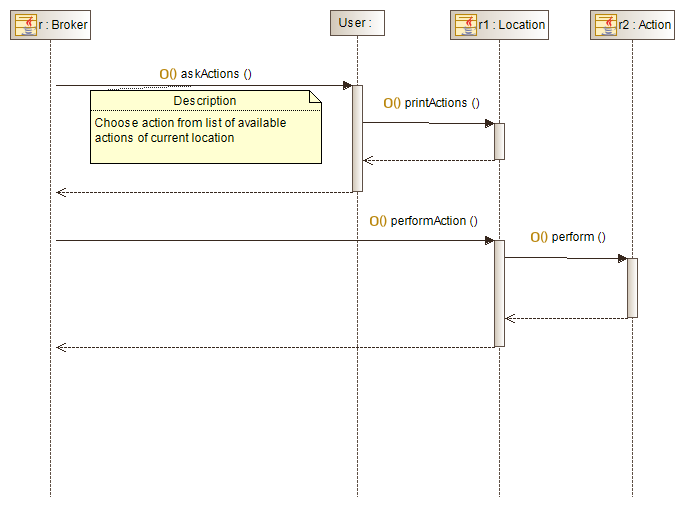 r : Broker
User :
r1 : Location
r2 : Action
O() askActions ()
Description
Choose action from list of available
actions of current location
O() printActions ()
O() performAction ()
O() perform ()